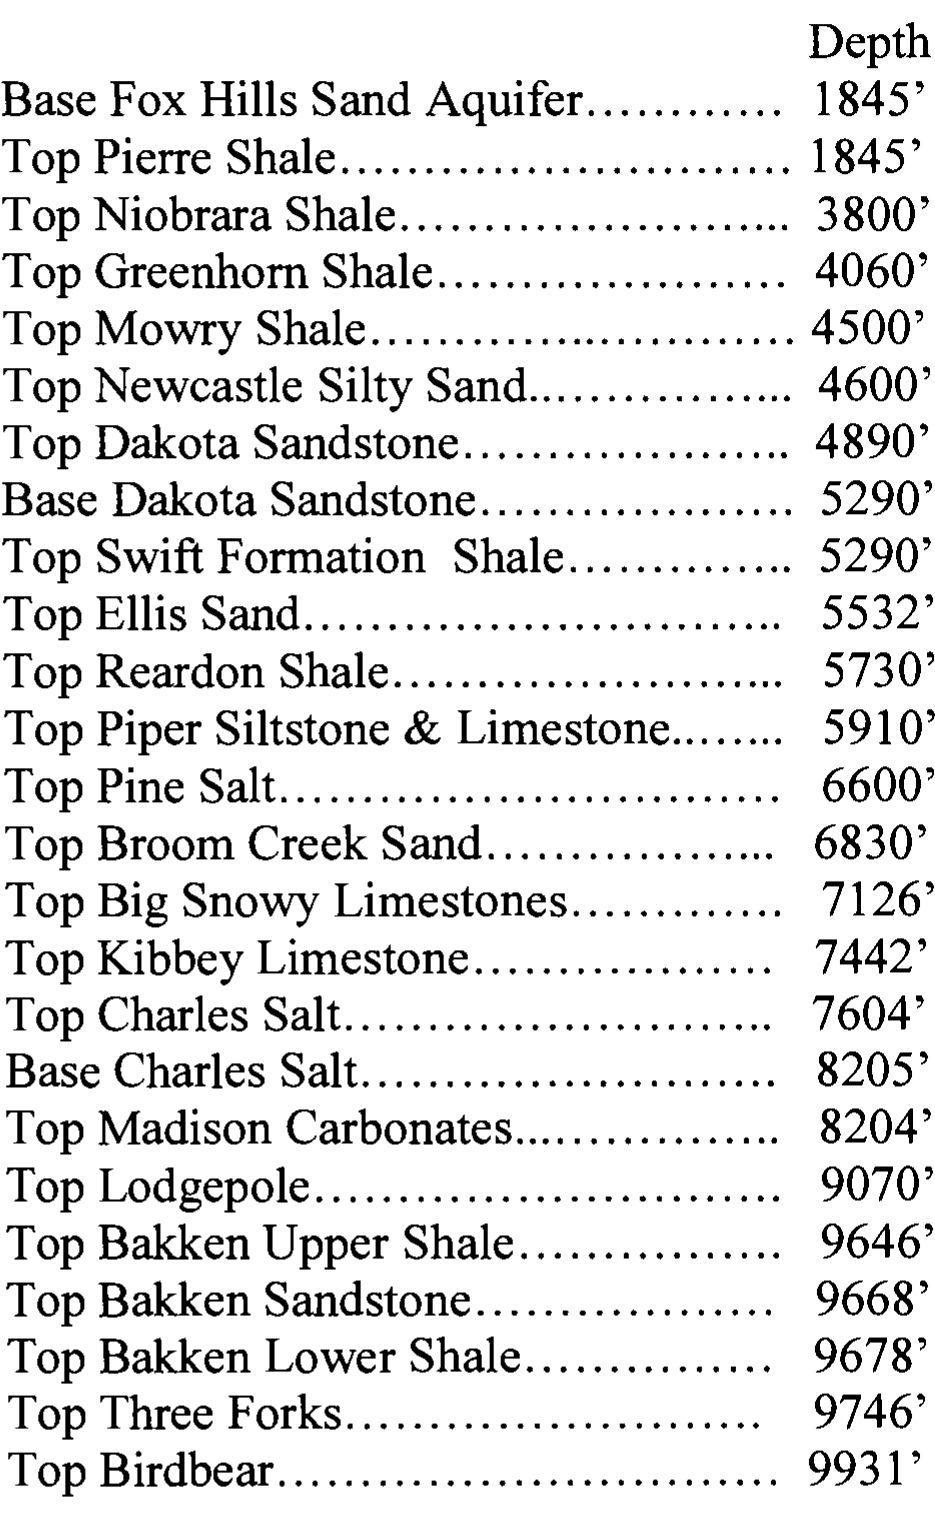 Depth
Base Fox Hills Sand Aquifer............ 1845’
Top Pierre Shale........................... 1845’
Top Niobrara Shale........................ 3800’
Top Greenhorn Shale..................... 4060’
Top Mowry Shale.......................... 4500’
Top Newcastle Silty Sand................ 4600’
Top Dakota Sandstone.................... 4890’
Base Dakota Sandstone................... 5290’
Top Swift Formation  Shale.............. 5290’
Top Ellis Sand............................. 5532’
Top Reardon Shale........................ 5730’
Top Piper Siltstone & Limestone........ 5910’
Top Pine Salt.............................. 6600’
Top Broom Creek Sand.................. 6830’
Top Big Snowy Limestones............. 7126’
Top Kibbey Limestone.................. 7442’
Top Charles Salt.......................... 7604’
Base Charles Salt......................... 8205’
Top Madison Carbonates................ 8204’
Top Lodgepole............................ 9070’
Top Bakken Upper Shale................ 9646’
Top Bakken Sandstone.................. 9668’
Top Bakken Lower Shale............... 9678’
Top Three Forks......................... 9746’
Top Birdbear.............................. 9931’